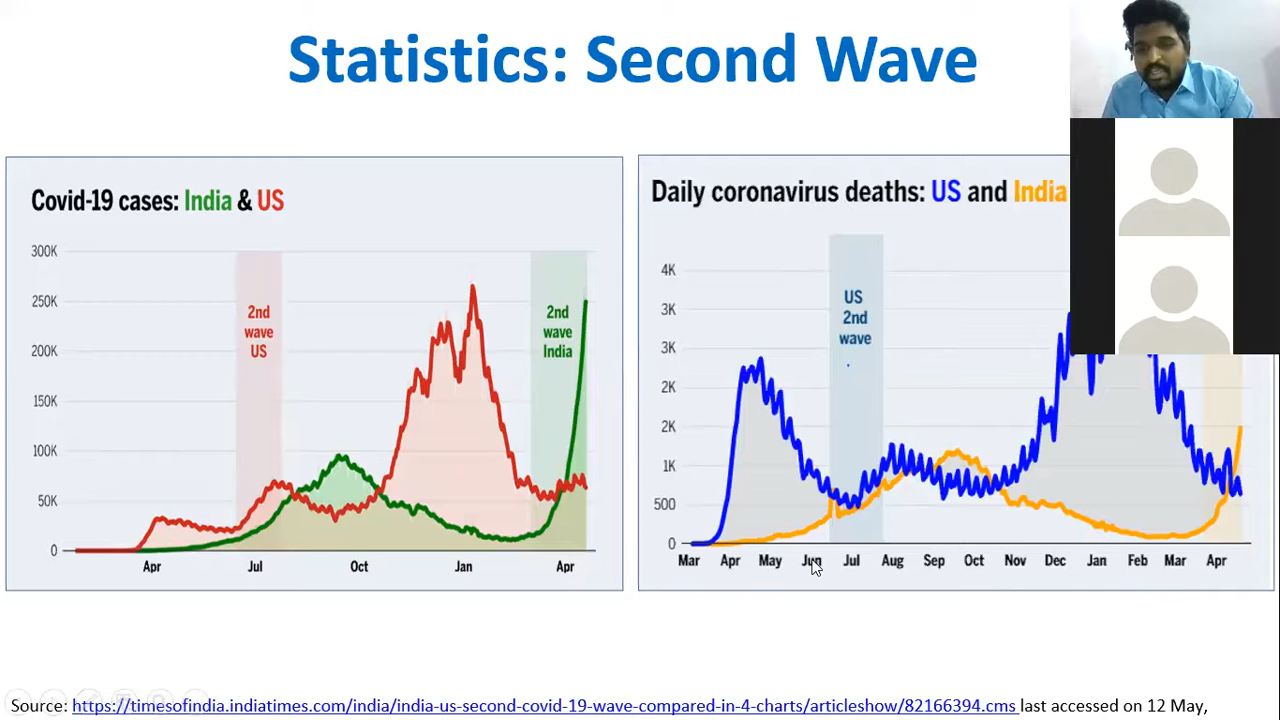 Statistics: Second Wave
Covid-19 cases: India & US
300K
250K
200K
150K
100K
50K
0
2nd
wave
US
2nd
wave
India
Apr Jul Oct Jan Apr
Daily coronavirus deaths: US and India
4K
3K
3K
2K
2K
1K
500
0
US
2nd
wave
Mar Apr May Jun Jul Aug Sep Oct Nov Dec Jan Feb Mar Apr
Source: https://timesofindia.indiatimes.com/india/india-us-second-covid-19-wave-compared-in-4-charts/articleshow/82166394.cms last accessed on 12 May,